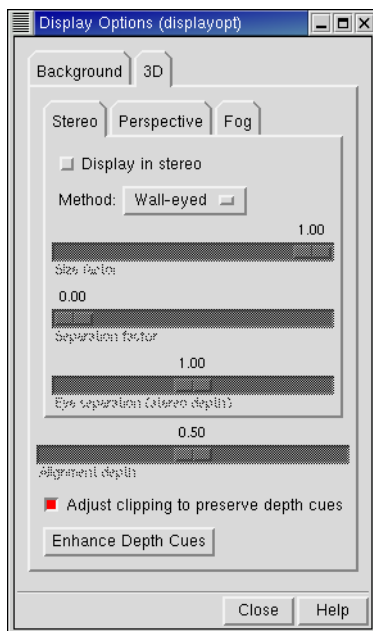 Display Options (displayopt)
Background 3D
Stereo Perspective Fog
Display in stereo
Method: Wall-eyed
1.00
Size factor
0.00
Separation factor
1.00
Eye separation (stereo depth)
0.50
Alignment depth
Adjust clipping to preserve depth cues
Enhance Depth Cues
Close Help